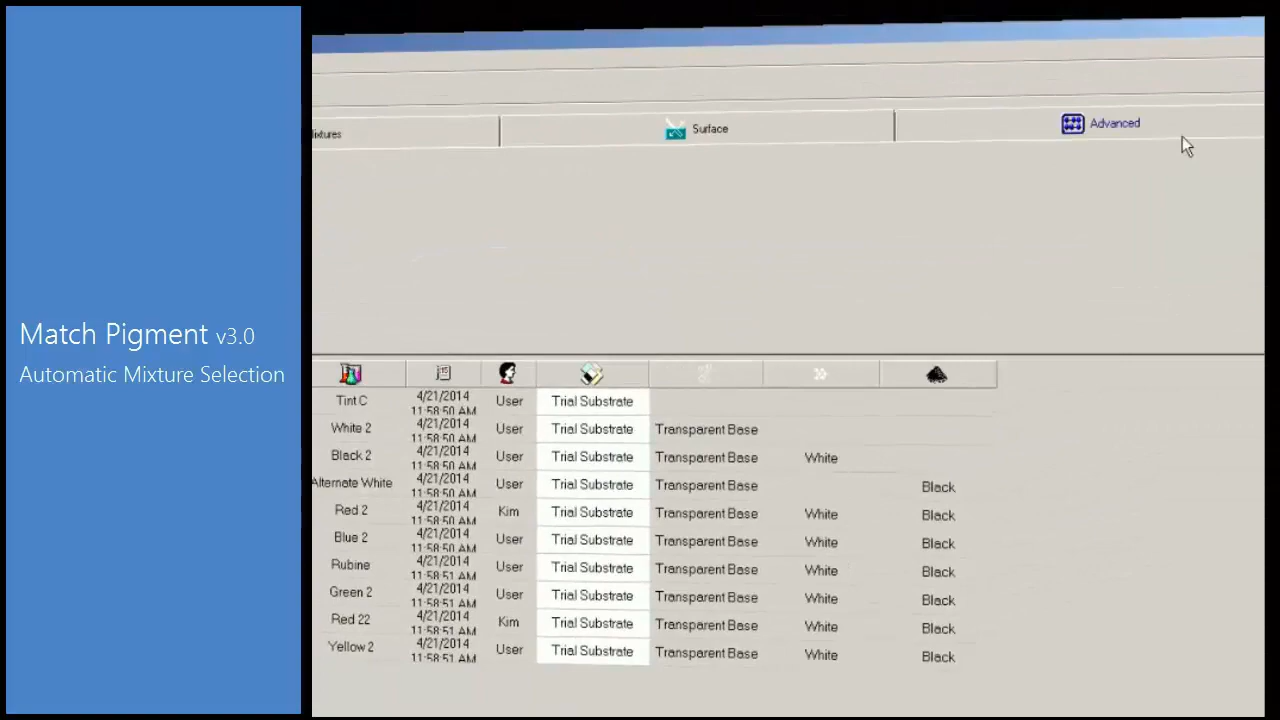 Match Pigment v3.0
Automatic Mixture Selection
Surface
Advanced
Tint C 4/21/2014 11:58:50 AM User Trial Substrate
White 2 4/21/2014 11:58:50 AM User Trial Substrate Transparent Base
Black 2 4/21/2014 11:58:50 AM User Trial Substrate Transparent Base White
Alternate White 4/21/2014 11:58:50 AM User Trial Substrate Transparent Base Black
Red 2 4/21/2014 11:58:50 AM Kim Trial Substrate Transparent Base White Black
Blue 2 4/21/2014 11:58:50 AM User Trial Substrate Transparent Base White Black
Rubine 4/21/2014 11:58:51 AM User Trial Substrate Transparent Base White Black
Green 2 4/21/2014 11:58:51 AM User Trial Substrate Transparent Base White Black
Red 22 4/21/2014 11:58:51 AM Kim Trial Substrate Transparent Base White Black
Yellow 2 4/21/2014 11:58:51 AM User Trial Substrate Transparent Base White Black